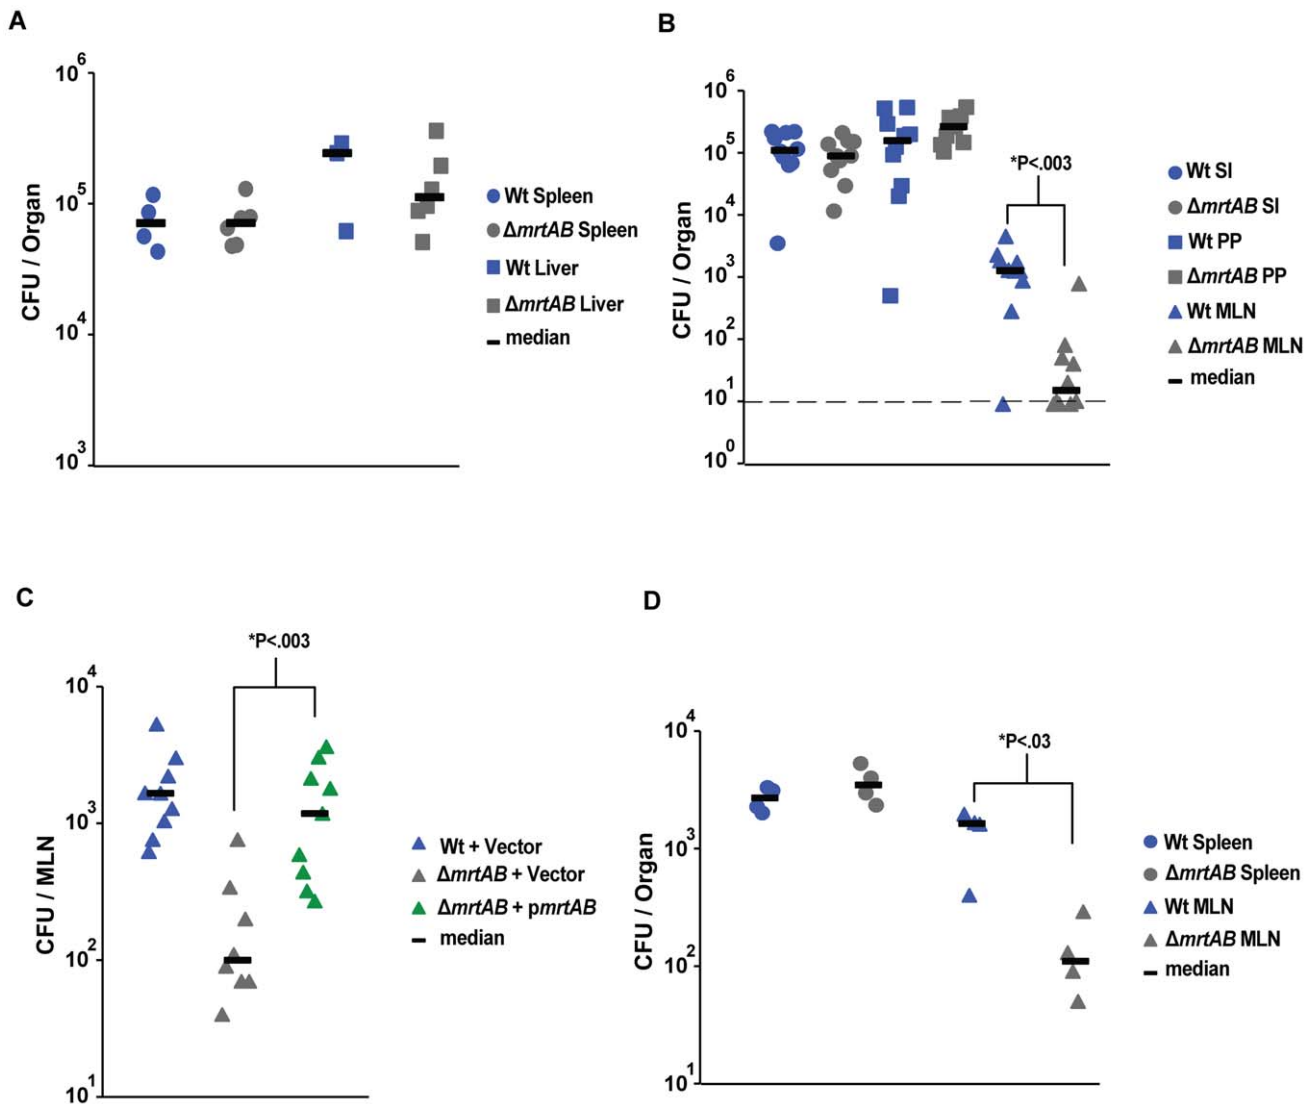 A
CFU / Organ
10^6
10^5
10^4
10^3
Wt Spleen
ΔmrtAB Spleen
Wt Liver
ΔmrtAB Liver
median
B
CFU / Organ
10^6
10^5
10^4
10^3
10^2
10^1
10^0
*P<.003
Wt SI
ΔmrtAB SI
Wt PP
ΔmrtAB PP
Wt MLN
ΔmrtAB MLN
median
C
CFU / MLN
10^4
10^3
10^2
10^1
*P<.003
Wt + Vector
ΔmrtAB + Vector
ΔmrtAB + pmrtAB
median
D
CFU / Organ
10^4
10^3
10^2
10^1
*P<.03
Wt Spleen
ΔmrtAB Spleen
Wt MLN
ΔmrtAB MLN
median